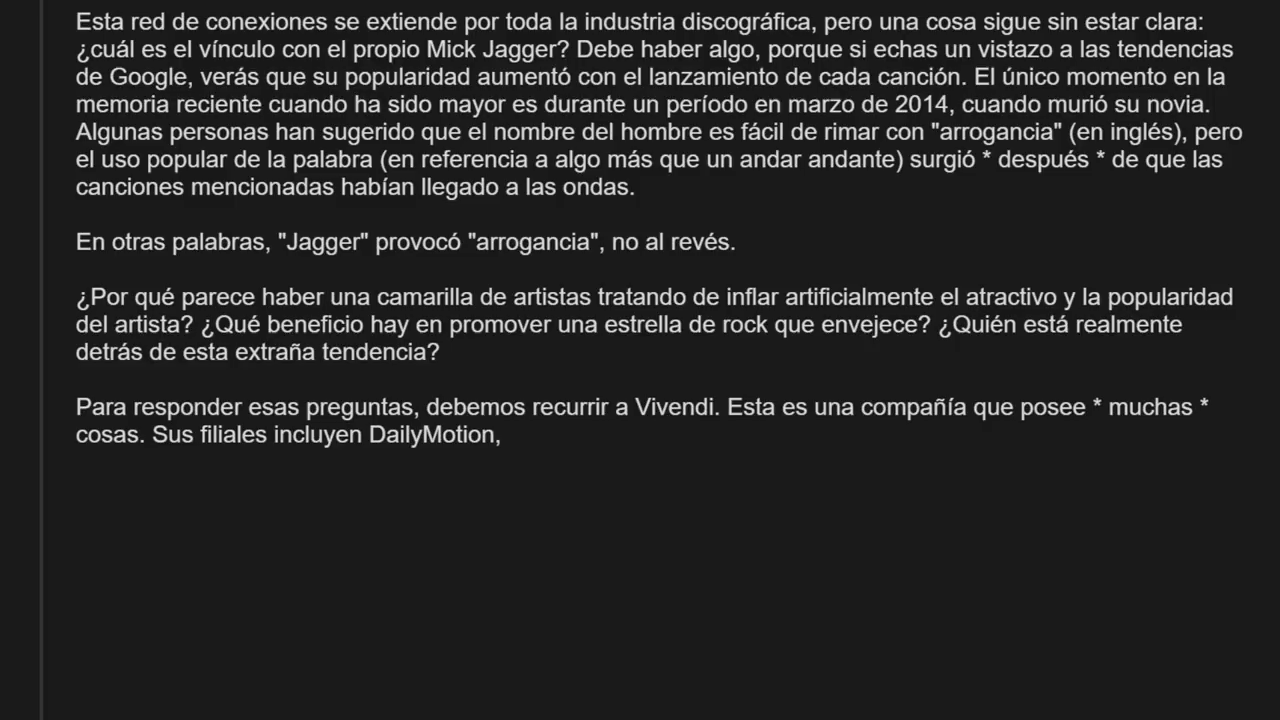 Esta red de conexiones se extiende por toda la industria discográfica, pero una cosa sigue sin estar clara:
¿cuál es el vínculo con el propio Mick Jagger? Debe haber algo, porque si echas un vistazo a las tendencias
de Google, verás que su popularidad aumentó con el lanzamiento de cada canción. El único momento en la
memoria reciente cuando ha sido mayor es durante un período en marzo de 2014, cuando murió su novia.
Algunas personas han sugerido que el nombre del hombre es fácil de rimar con "arrogancia" (en inglés), pero
el uso popular de la palabra (en referencia a algo más que un andar andante) surgió * después * de que las
canciones mencionadas habían llegado a las ondas.
En otras palabras, "Jagger" provocó "arrogancia", no al revés.
¿Por qué parece haber una camarilla de artistas tratando de inflar artificialmente el atractivo y la popularidad
del artista? ¿Qué beneficio hay en promover una estrella de rock que envejece? ¿Quién está realmente
detrás de esta extraña tendencia?
Para responder esas preguntas, debemos recurrir a Vivendi. Esta es una compañía que posee * muchas *
cosas. Sus filiales incluyen DailyMotion,